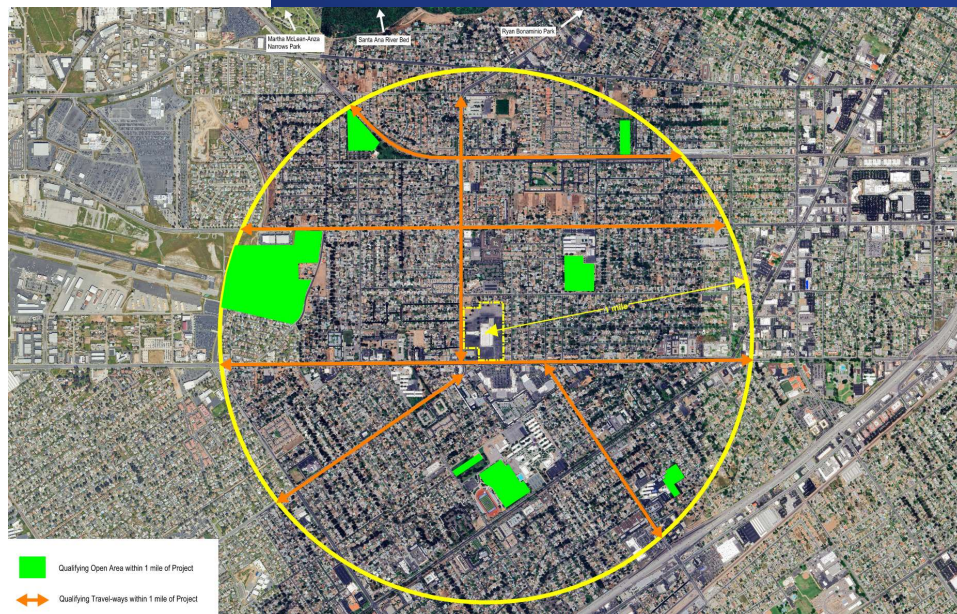 Martha McLean-Anza
Narrows Park
Santa Ana River Bed
Ryan Bonaminio Park
1 mile
Qualifying Open Area within 1 mile of Project
Qualifying Travel-ways within 1 mile of Project